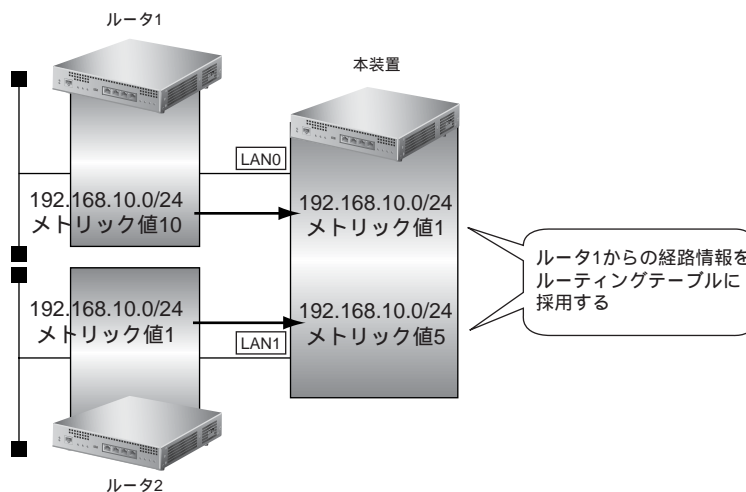 ルータ1
本装置
LAN0
192.168.10.0/24
メトリック値10
192.168.10.0/24
メトリック値1
ルータ1からの経路情報を
ルーティングテーブルに
採用する
192.168.10.0/24
メトリック値1
192.168.10.0/24
メトリック値5
LAN1
ルータ2